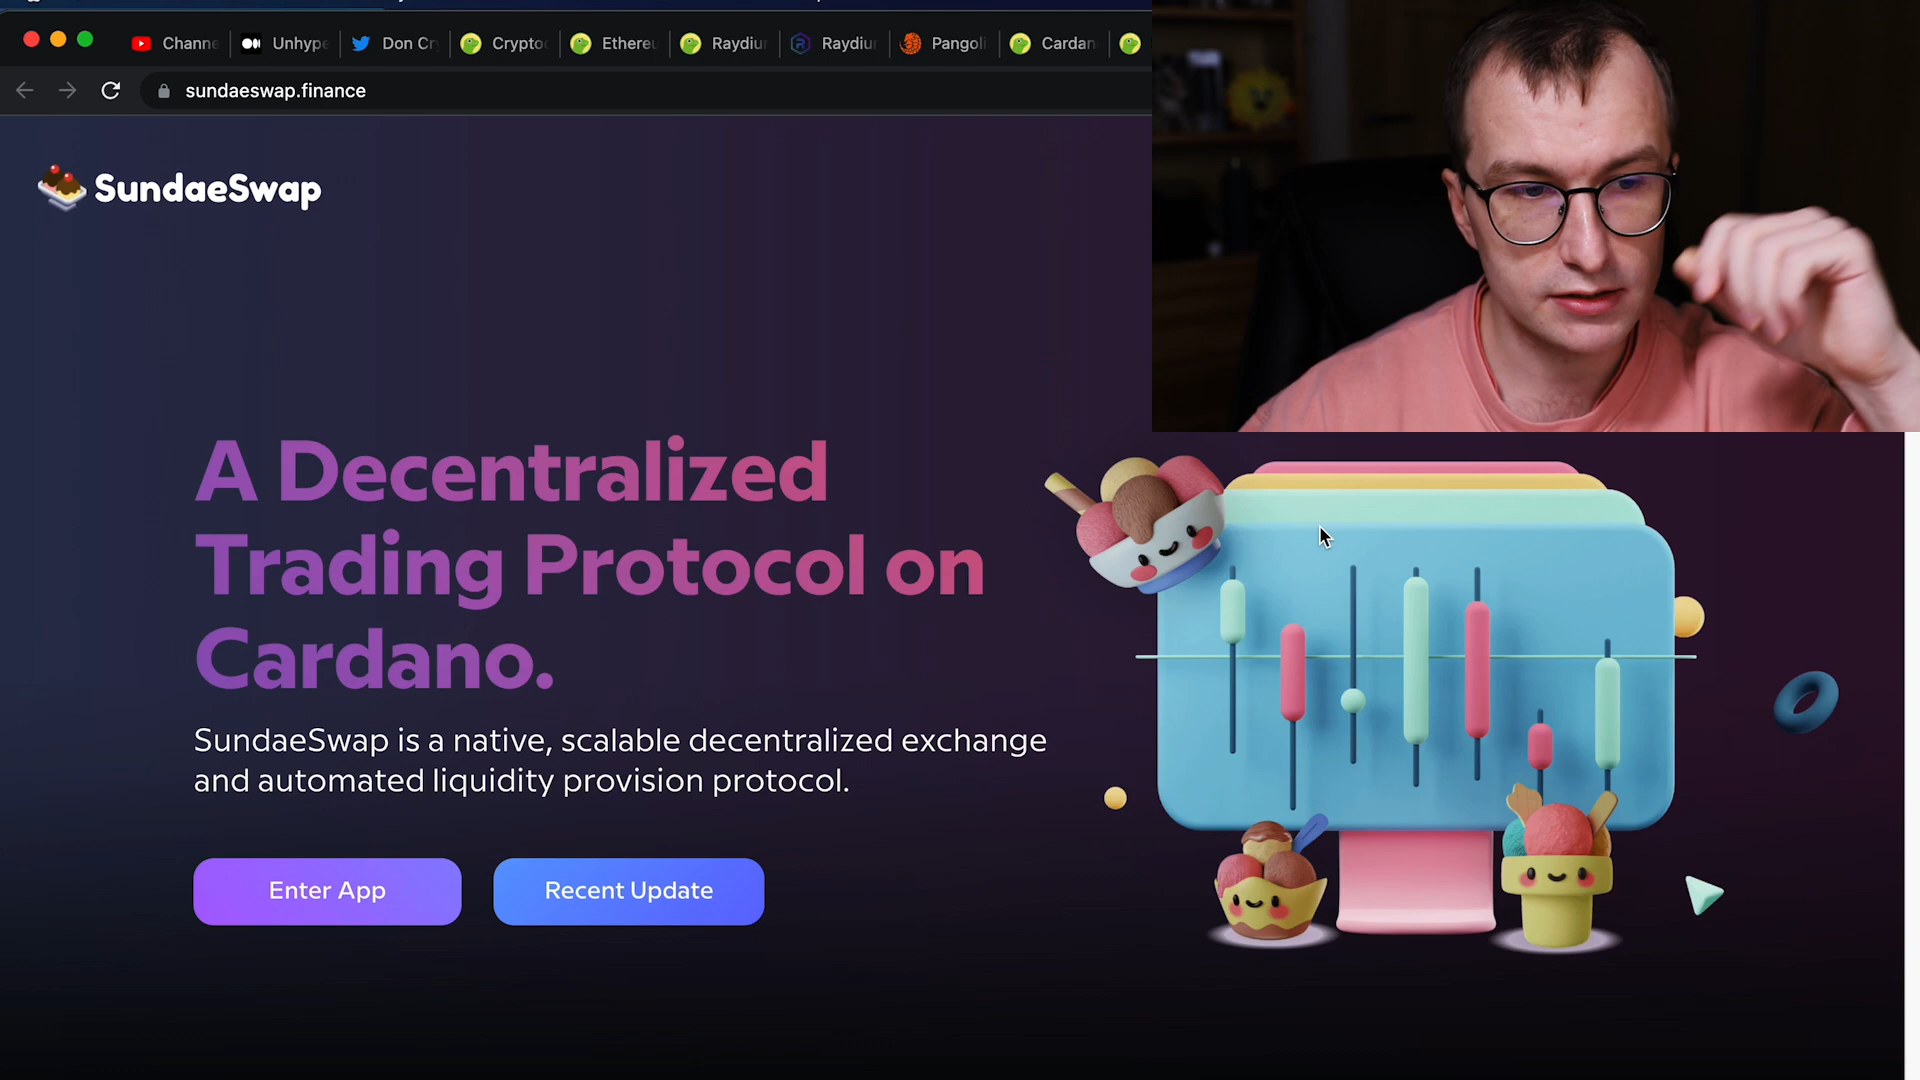 Channe
Unhype
Don Cr
Crypto
Ethereu
Raydiu
Raydiu
Pangoli
Cardan
sundaeswap.finance
SundaeSwap
A Decentralized
Trading Protocol on
Cardano.
SundaeSwap is a native, scalable decentralized exchange
and automated liquidity provision protocol.
Enter App
Recent Update